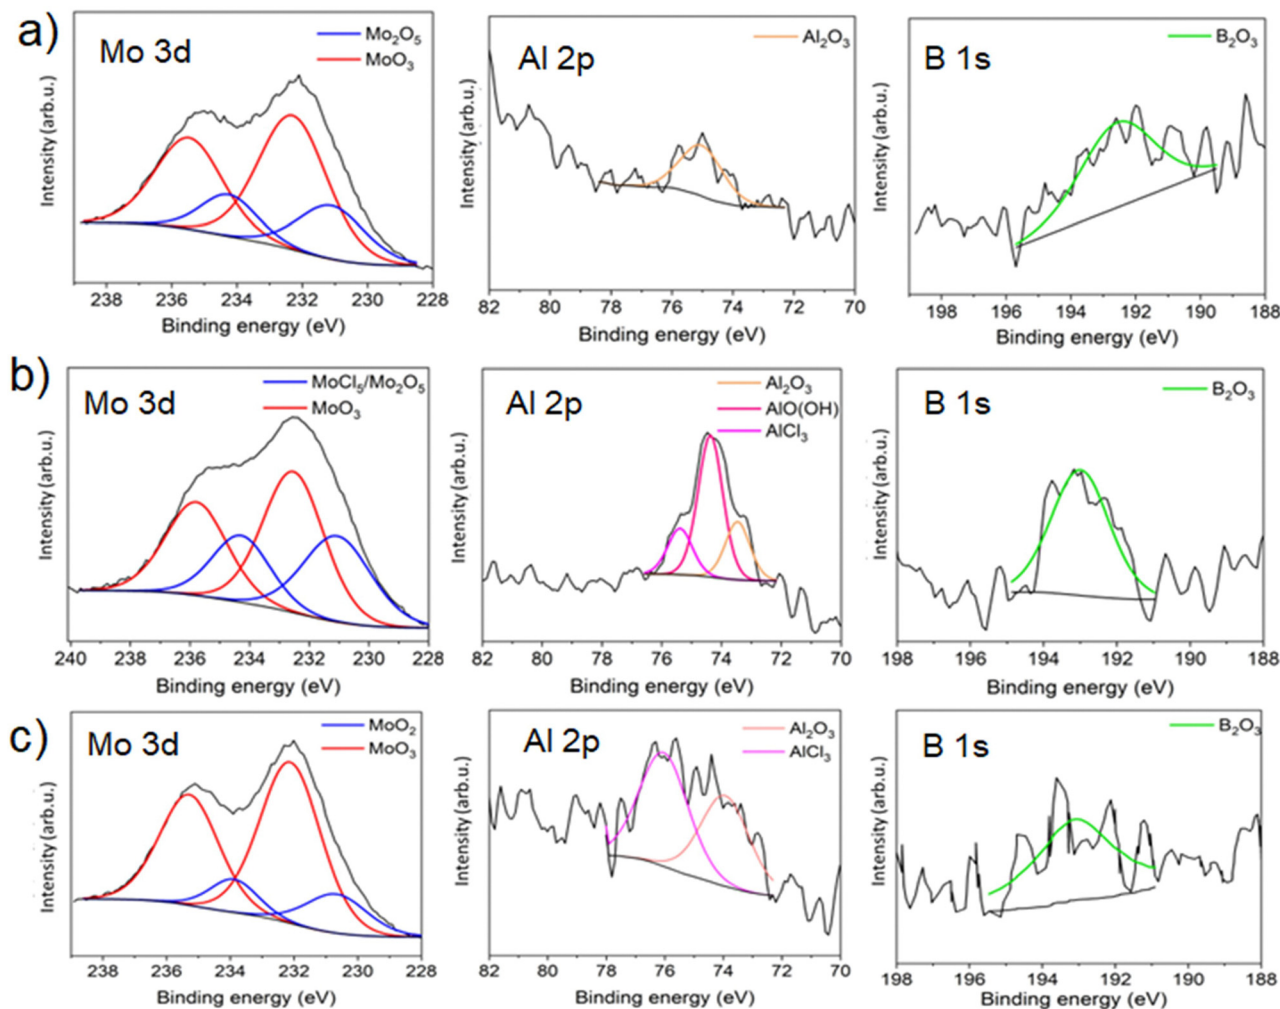 a)
Mo 3d
Mo₂O₅
MoO₃
Intensity (arb.u.)
238 236 234 232 230 228
Binding energy (eV)
Al 2p
Al₂O₃
Intensity (arb.u.)
82 80 78 76 74 72 70
Binding energy (eV)
B 1s
B₂O₃
Intensity (arb.u.)
198 196 194 192 190 188
Binding energy (eV)
b)
Mo 3d
MoCl₅/Mo₂O₅
MoO₃
Intensity (arb.u.)
240 238 236 234 232 230 228
Binding energy (eV)
Al 2p
Al₂O₃
AlO(OH)
AlCl₃
Intensity (arb.u.)
82 80 78 76 74 72 70
Binding energy (eV)
B 1s
B₂O₃
Intensity (arb.u.)
198 196 194 192 190 188
Binding energy (eV)
c)
Mo 3d
MoO₂
MoO₃
Intensity (arb.u.)
238 236 234 232 230 228
Binding energy (eV)
Al 2p
Al₂O₃
AlCl₃
Intensity (arb.u.)
82 80 78 76 74 72 70
Binding energy (eV)
B 1s
B₂O₃
Intensity (arb.u.)
198 196 194 192 190 188
Binding energy (eV)